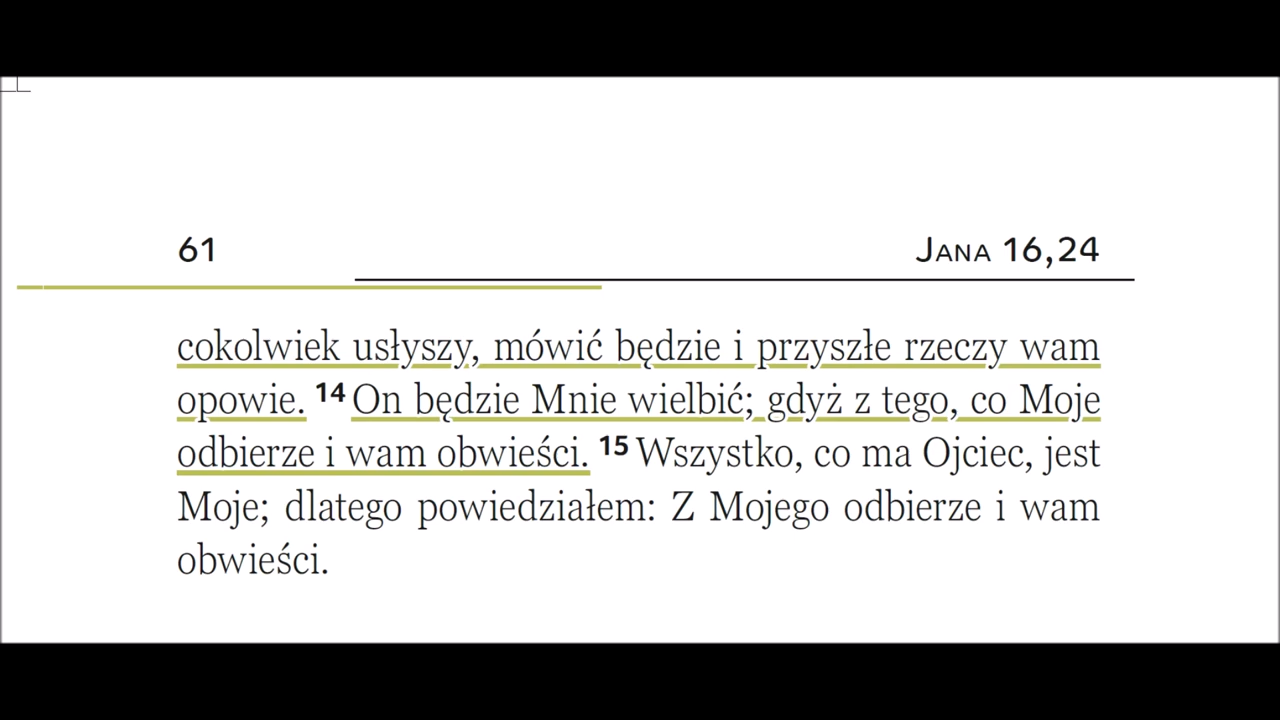 61 Jana 16,24
cokolwiek usłyszy, mówić będzie i przyszłe rzeczy wam
opowie. 14 On będzie Mnie wielbić; gdyż z tego, co Moje
odbierze i wam obwieści. 15 Wszystko, co ma Ojciec, jest
Moje; dlatego powiedziałem: Z Mojego odbierze i wam
obwieści.